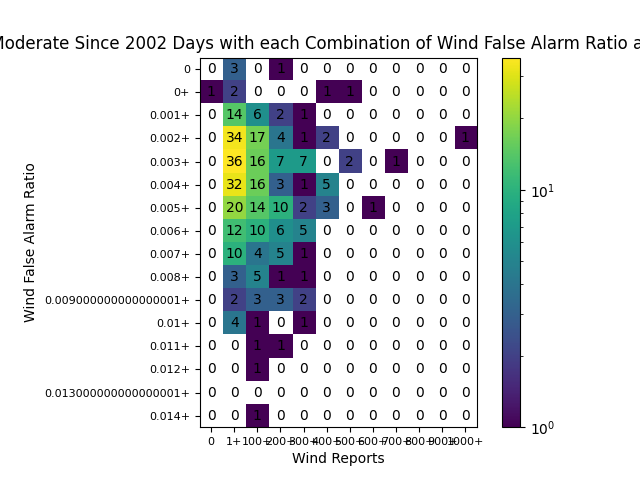 Moderate Since 2002 Days with each Combination of Wind False Alarm Ratio a
Wind False Alarm Ratio
0 0 3 0 1 0 0 0 0 0 0 0 0
0+ 1 2 0 0 0 1 1 0 0 0 0 0
0.001+ 0 14 6 2 1 0 0 0 0 0 0 0
0.002+ 0 34 17 4 1 2 0 0 0 0 0 1
0.003+ 0 36 16 7 7 0 2 0 1 0 0 0
0.004+ 0 32 16 3 1 5 0 0 0 0 0 0
0.005+ 0 20 14 10 2 3 0 1 0 0 0 0
0.006+ 0 12 10 6 5 0 0 0 0 0 0 0
0.007+ 0 10 4 5 1 0 0 0 0 0 0 0
0.008+ 0 3 5 1 1 0 0 0 0 0 0 0
0.009000000000000001+ 0 2 3 3 2 0 0 0 0 0 0 0
0.01+ 0 4 1 0 1 0 0 0 0 0 0 0
0.011+ 0 0 1 1 0 0 0 0 0 0 0 0
0.012+ 0 0 1 0 0 0 0 0 0 0 0 0
0.013000000000000001+ 0 0 0 0 0 0 0 0 0 0 0 0
0.014+ 0 0 1 0 0 0 0 0 0 0 0 0
0 1+ 100+ 200+ 300+ 400+ 500+ 600+ 700+ 800+ 900+ 1000+
Wind Reports
10¹
10⁰